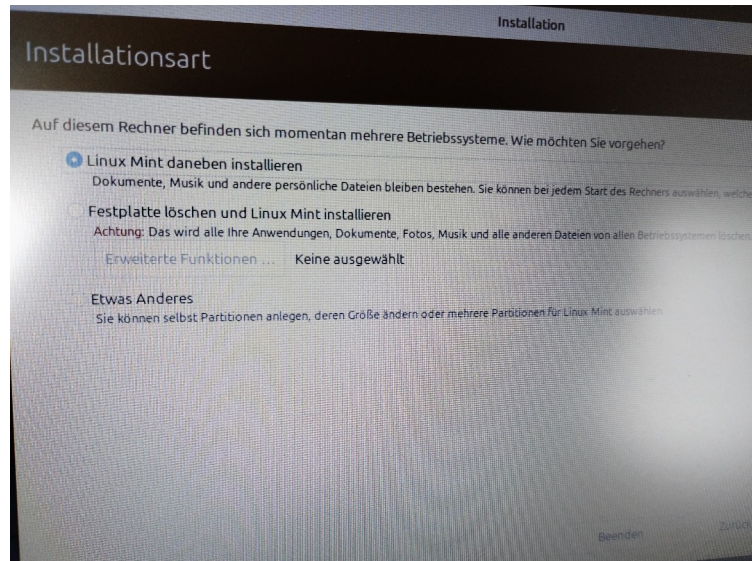 Installation
Installationsart
Auf diesem Rechner befinden sich momentan mehrere Betriebssysteme. Wie möchten Sie vorgehen?
Linux Mint daneben installieren
Dokumente, Musik und andere persönliche Dateien bleiben bestehen. Sie können bei jedem Start des Rechners auswählen, welche
Festplatte löschen und Linux Mint installieren
Achtung: Das wird alle Ihre Anwendungen, Dokumente, Fotos, Musik und alle anderen Dateien von allen Betriebssystemen löschen
Erweiterte Funktionen ... Keine ausgewählt
Etwas Anderes
Sie können selbst Partitionen anlegen, deren Größe ändern oder mehrere Partitionen für Linux Mint auswählen
Beenden Zurück